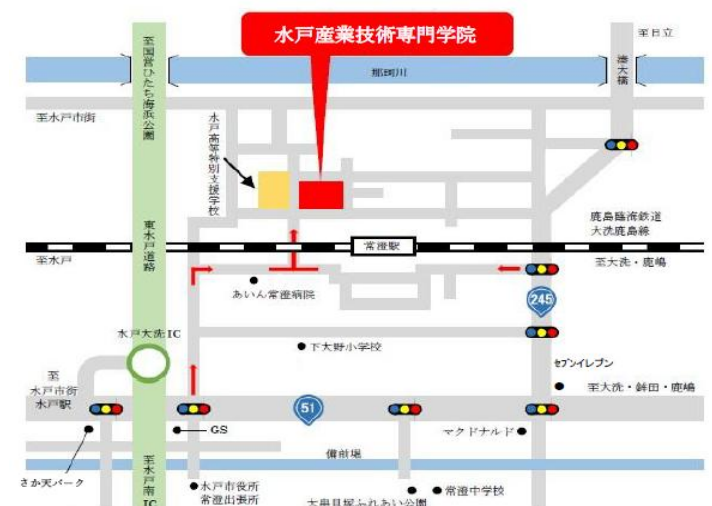 水戸産業技術専門学院
至日立
至国営ひたち海浜公園
湊大橋
那珂川
至水戸市街
水戸高等特別支援学校
鹿島臨海鉄道
大洗鹿島線
東水戸道路
常澄駅
至水戸
至大洗・鹿嶋
あいん常澄病院
245
水戸大洗IC
下大野小学校
セブンイレブン
至
水戸市街
水戸駅
至大洗・鉾田・鹿嶋
51
GS
マクドナルド
備前堀
さか天パーク
至水戸南IC
水戸市役所
常澄出張所
常澄中学校
大串貝塚ふれあい公園